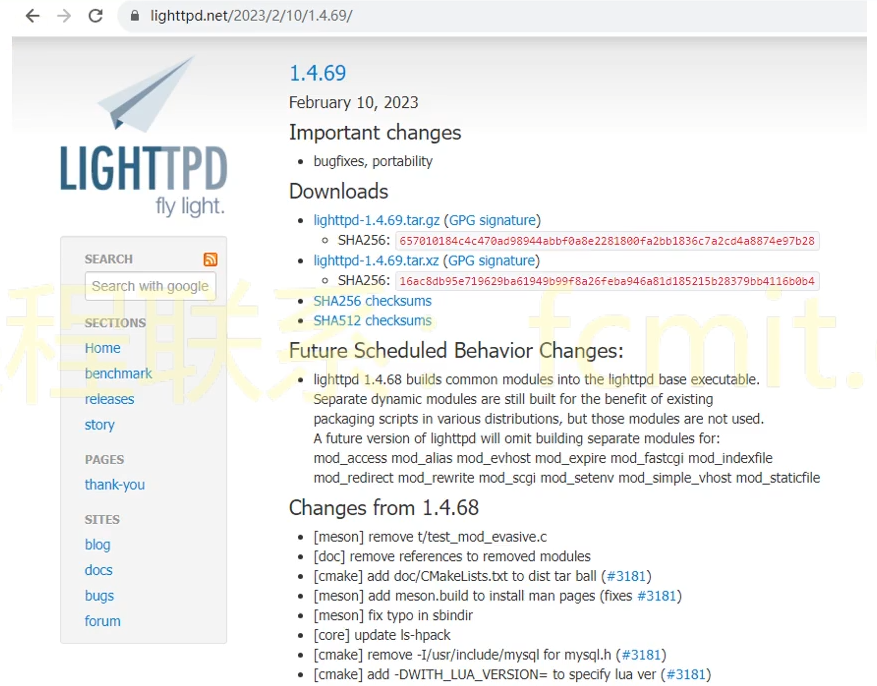 lighttpd.net/2023/2/10/1.4.69/
LIGHTTPD
fly light.
SEARCH
Search with google
SECTIONS
Home
benchmark
releases
story
PAGES
thank-you
SITES
blog
docs
bugs
forum
1.4.69
February 10, 2023
Important changes
• bugfixes, portability
Downloads
• lighttpd-1.4.69.tar.gz (GPG signature)
◦ SHA256: 657010184c4c470ad98944abbf0a8e2281800fa2bb1836c7a2cd4a8874e97b28
• lighttpd-1.4.69.tar.xz (GPG signature)
◦ SHA256: 16ac8db95e719629ba61949b99f8a26feba946a81d185215b28379bb4116b0b4
• SHA256 checksums
• SHA512 checksums
Future Scheduled Behavior Changes:
• lighttpd 1.4.68 builds common modules into the lighttpd base executable.
Separate dynamic modules are still built for the benefit of existing
packaging scripts in various distributions, but those modules are not used.
A future version of lighttpd will omit building separate modules for:
mod_access mod_alias mod_evhost mod_expire mod_fastcgi mod_indexfile
mod_redirect mod_rewrite mod_scgi mod_setenv mod_simple_vhost mod_staticfile
Changes from 1.4.68
• [meson] remove t/test_mod_evasive.c
• [doc] remove references to removed modules
• [cmake] add doc/CMakeLists.txt to dist tar ball (#3181)
• [meson] add meson.build to install man pages (fixes #3181)
• [meson] fix typo in sbindir
• [core] update ls-hpack
• [cmake] remove -I/usr/include/mysql for mysql.h (#3181)
• [cmake] add -DWITH_LUA_VERSION= to specify lua ver (#3181)
程联系: fcmit.